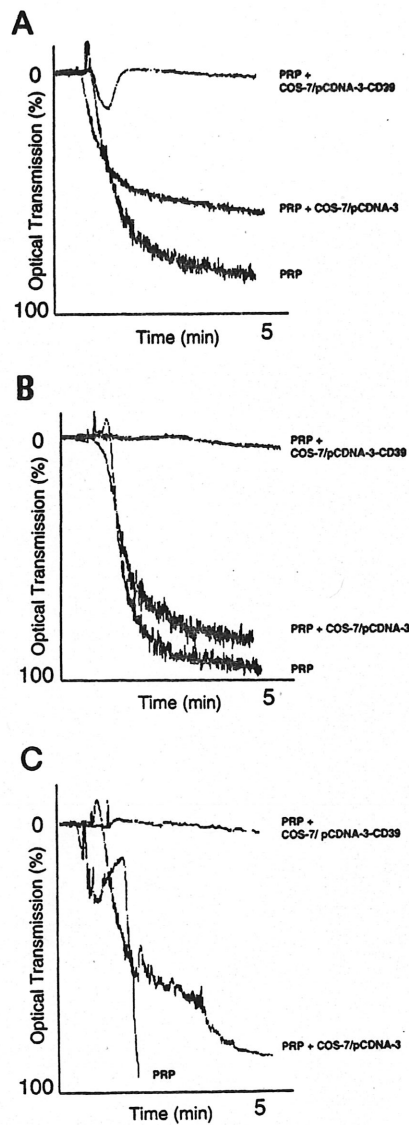 A
Optical Transmission (%)
0
100
PRP +
COS-7/pCDNA-3-CD39
PRP + COS-7/pCDNA-3
PRP
Time (min)
5
B
Optical Transmission (%)
0
100
PRP +
COS-7/pCDNA-3-CD39
PRP + COS-7/pCDNA-3
PRP
Time (min)
5
C
Optical Transmission (%)
0
100
PRP +
COS-7/ pCDNA-3-CD39
PRP + COS-7/pCDNA-3
PRP
Time (min)
5